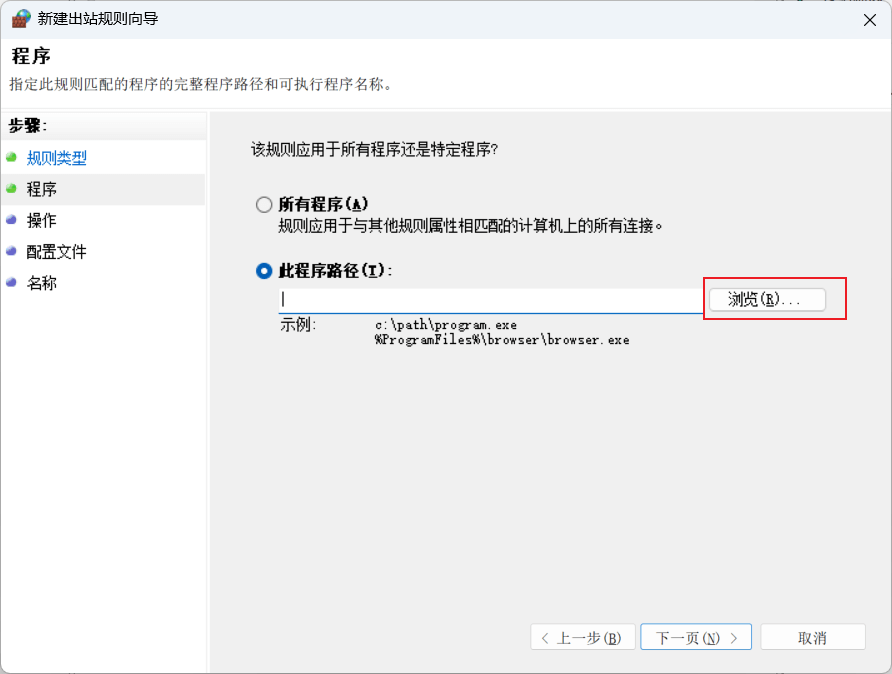 新建出站规则向导
程序
指定此规则匹配的程序的完整程序路径和可执行程序名称。
步骤:
规则类型
程序
操作
配置文件
名称
该规则应用于所有程序还是特定程序?
所有程序(A)
规则应用于与其他规则属性相匹配的计算机上的所有连接。
此程序路径(T):
浏览(R)...
示例: c:\path\program.exe
%ProgramFiles%\browser\browser.exe
< 上一步(B) 下一页(N) > 取消